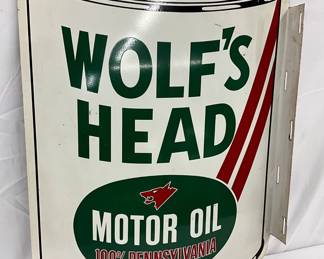 WOLF'S
HEAD
MOTOR OIL
100% PENNSYLVANIA